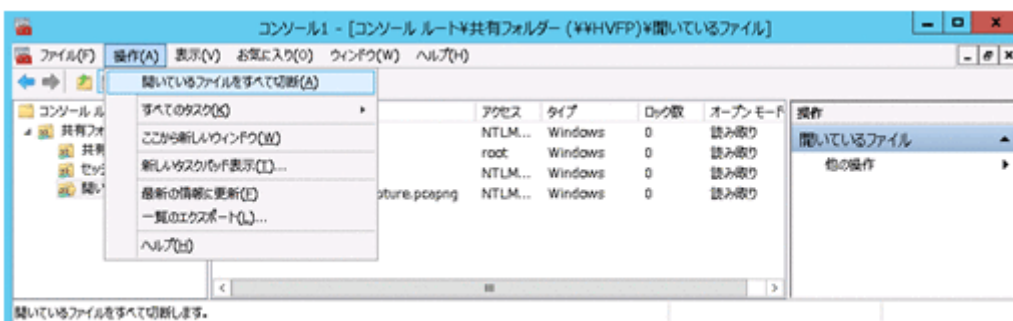 コンソール1 - [コンソール ルート¥共有フォルダー (¥¥HVFP)¥開いているファイル]
ファイル(F) 操作(A) 表示(V) お気に入り(O) ウィンドウ(W) ヘルプ(H)
開いているファイルをすべて切断(A)
すべてのタスク(K)
ここから新しいウィンドウ(W)
新しいタスクパッド表示(T)...
最新の情報に更新(F)
一覧のエクスポート(L)...
ヘルプ(H)
コンソール ル
共有フォ
共有
セッシ
開い
アクセス タイプ ロック数 オープン モード
NTLM... Windows 0 読み取り
root Windows 0 読み取り
NTLM... Windows 0 読み取り
pture.pcapng NTLM... Windows 0 読み取り
操作
開いているファイル
他の操作
開いているファイルをすべて切断します。